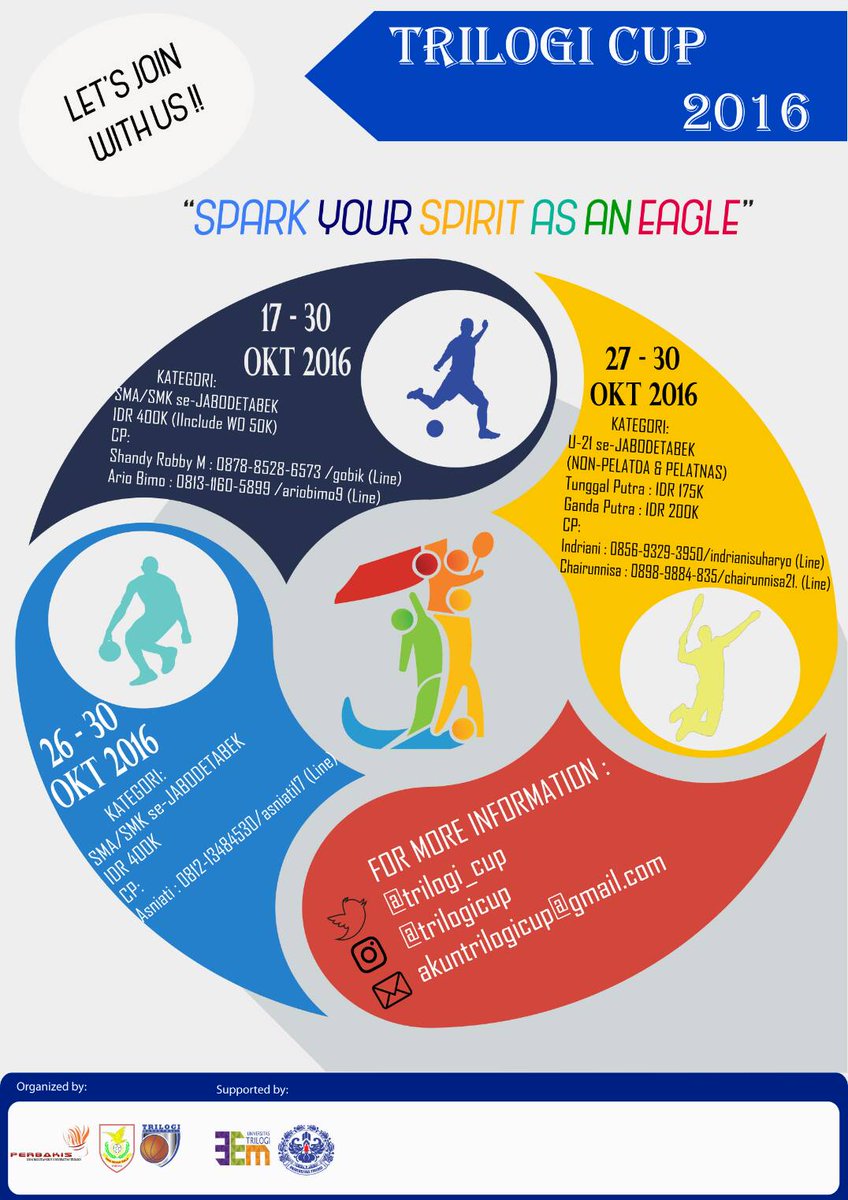 LET'S JOIN
WITH US !!
TRILOGI CUP
2016
"SPARK YOUR SPIRIT AS AN EAGLE"
17 - 30
OKT 2016
KATEGORI:
SMA/SMK se-JABODETABEK
IDR 400K (IInclude WO 50K)
CP:
Shandy Robby M : 0878-8528-6573 /gobik (Line)
Ario Bimo : 0813-1160-5899 /ariobimo9 (Line)
27 - 30
OKT 2016
KATEGORI:
U-21 se-JABODETABEK
(NON-PELATDA & PELATNAS)
Tunggal Putra : IDR 175K
Ganda Putra : IDR 200K
CP:
Indriani : 0856-9329-3950/indrianisuharyo (Line)
Chairunnisa : 0898-9884-835/chairunnisa21. (Line)
26 - 30
OKT 2016
KATEGORI:
SMA/SMK se-JABODETABEK
IDR 400K
CP:
Asniati : 0812-13484530/asniati17 (Line)
FOR MORE INFORMATION :
@trilogi_cup
@trilogicup
akuntrilogicup@gmail.com
Organized by:
Supported by:
PERBAKIS
TRILOGI
UNIVERSITAS
TRILOGI